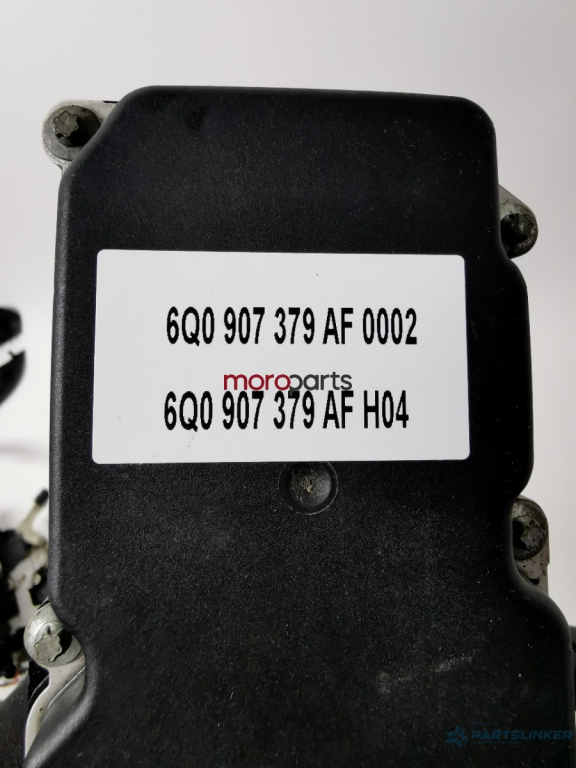 6Q0 907 379 AF 0002
moroparts
6Q0 907 379 AF H04
PARTSLINKER